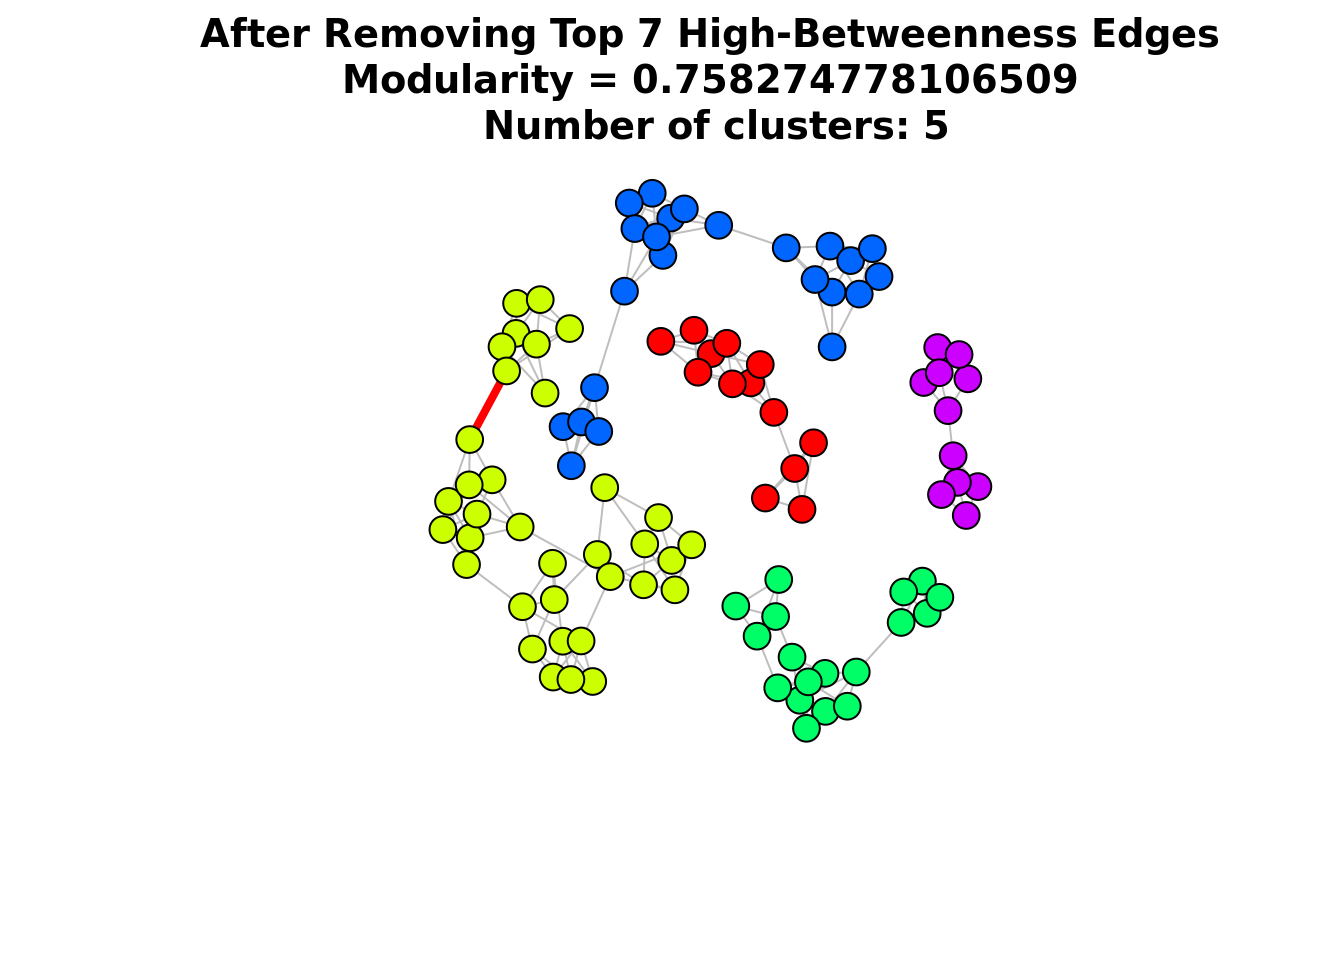 After Removing Top 7 High-Betweenness Edges
Modularity = 0.758274778106509
Number of clusters: 5